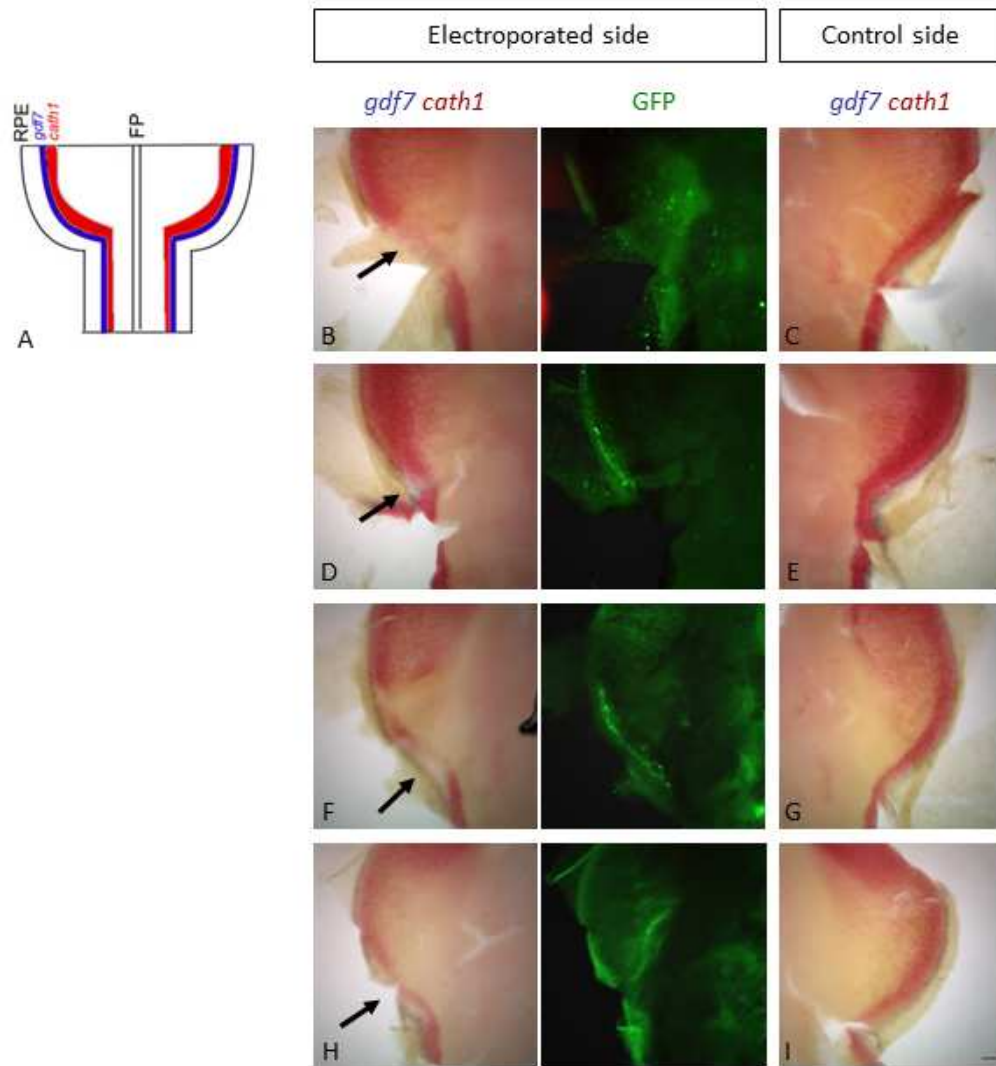 Electroporated side
Control side
gdf7 cath1
GFP
gdf7 cath1
RPE
gdf7
cath1
FP
A
B
C
D
E
F
G
H
I